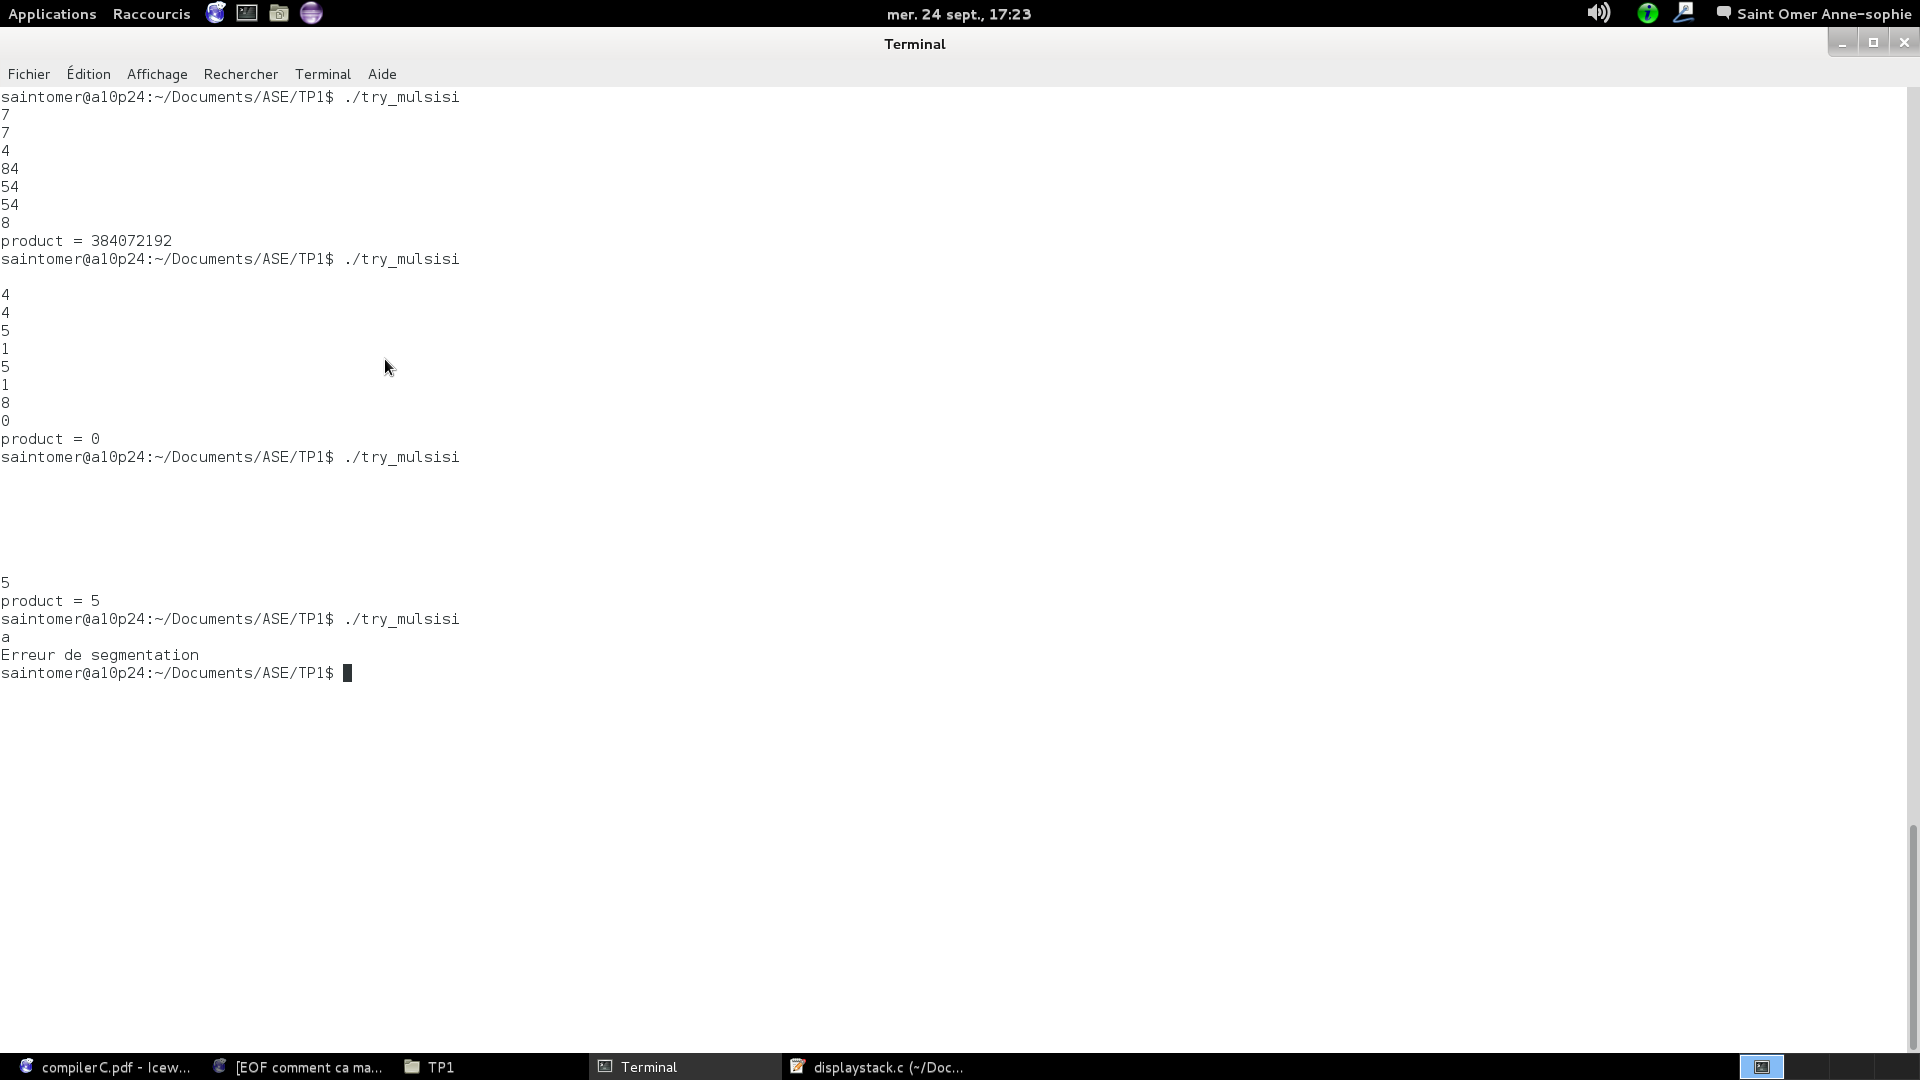 Applications Raccourcis mer. 24 sept., 17:23 Saint Omer Anne-sophie
Terminal
Fichier Édition Affichage Rechercher Terminal Aide
saintomer@a10p24:~/Documents/ASE/TP1$ ./try_mulsisi
7
7
4
84
54
54
8
product = 384072192
saintomer@a10p24:~/Documents/ASE/TP1$ ./try_mulsisi
4
4
5
1
5
1
8
0
product = 0
saintomer@a10p24:~/Documents/ASE/TP1$ ./try_mulsisi
5
product = 5
saintomer@a10p24:~/Documents/ASE/TP1$ ./try_mulsisi
a
Erreur de segmentation
saintomer@a10p24:~/Documents/ASE/TP1$
compilerC.pdf - Icew... [EOF comment ca ma... TP1 Terminal displaystack.c (~/Doc...